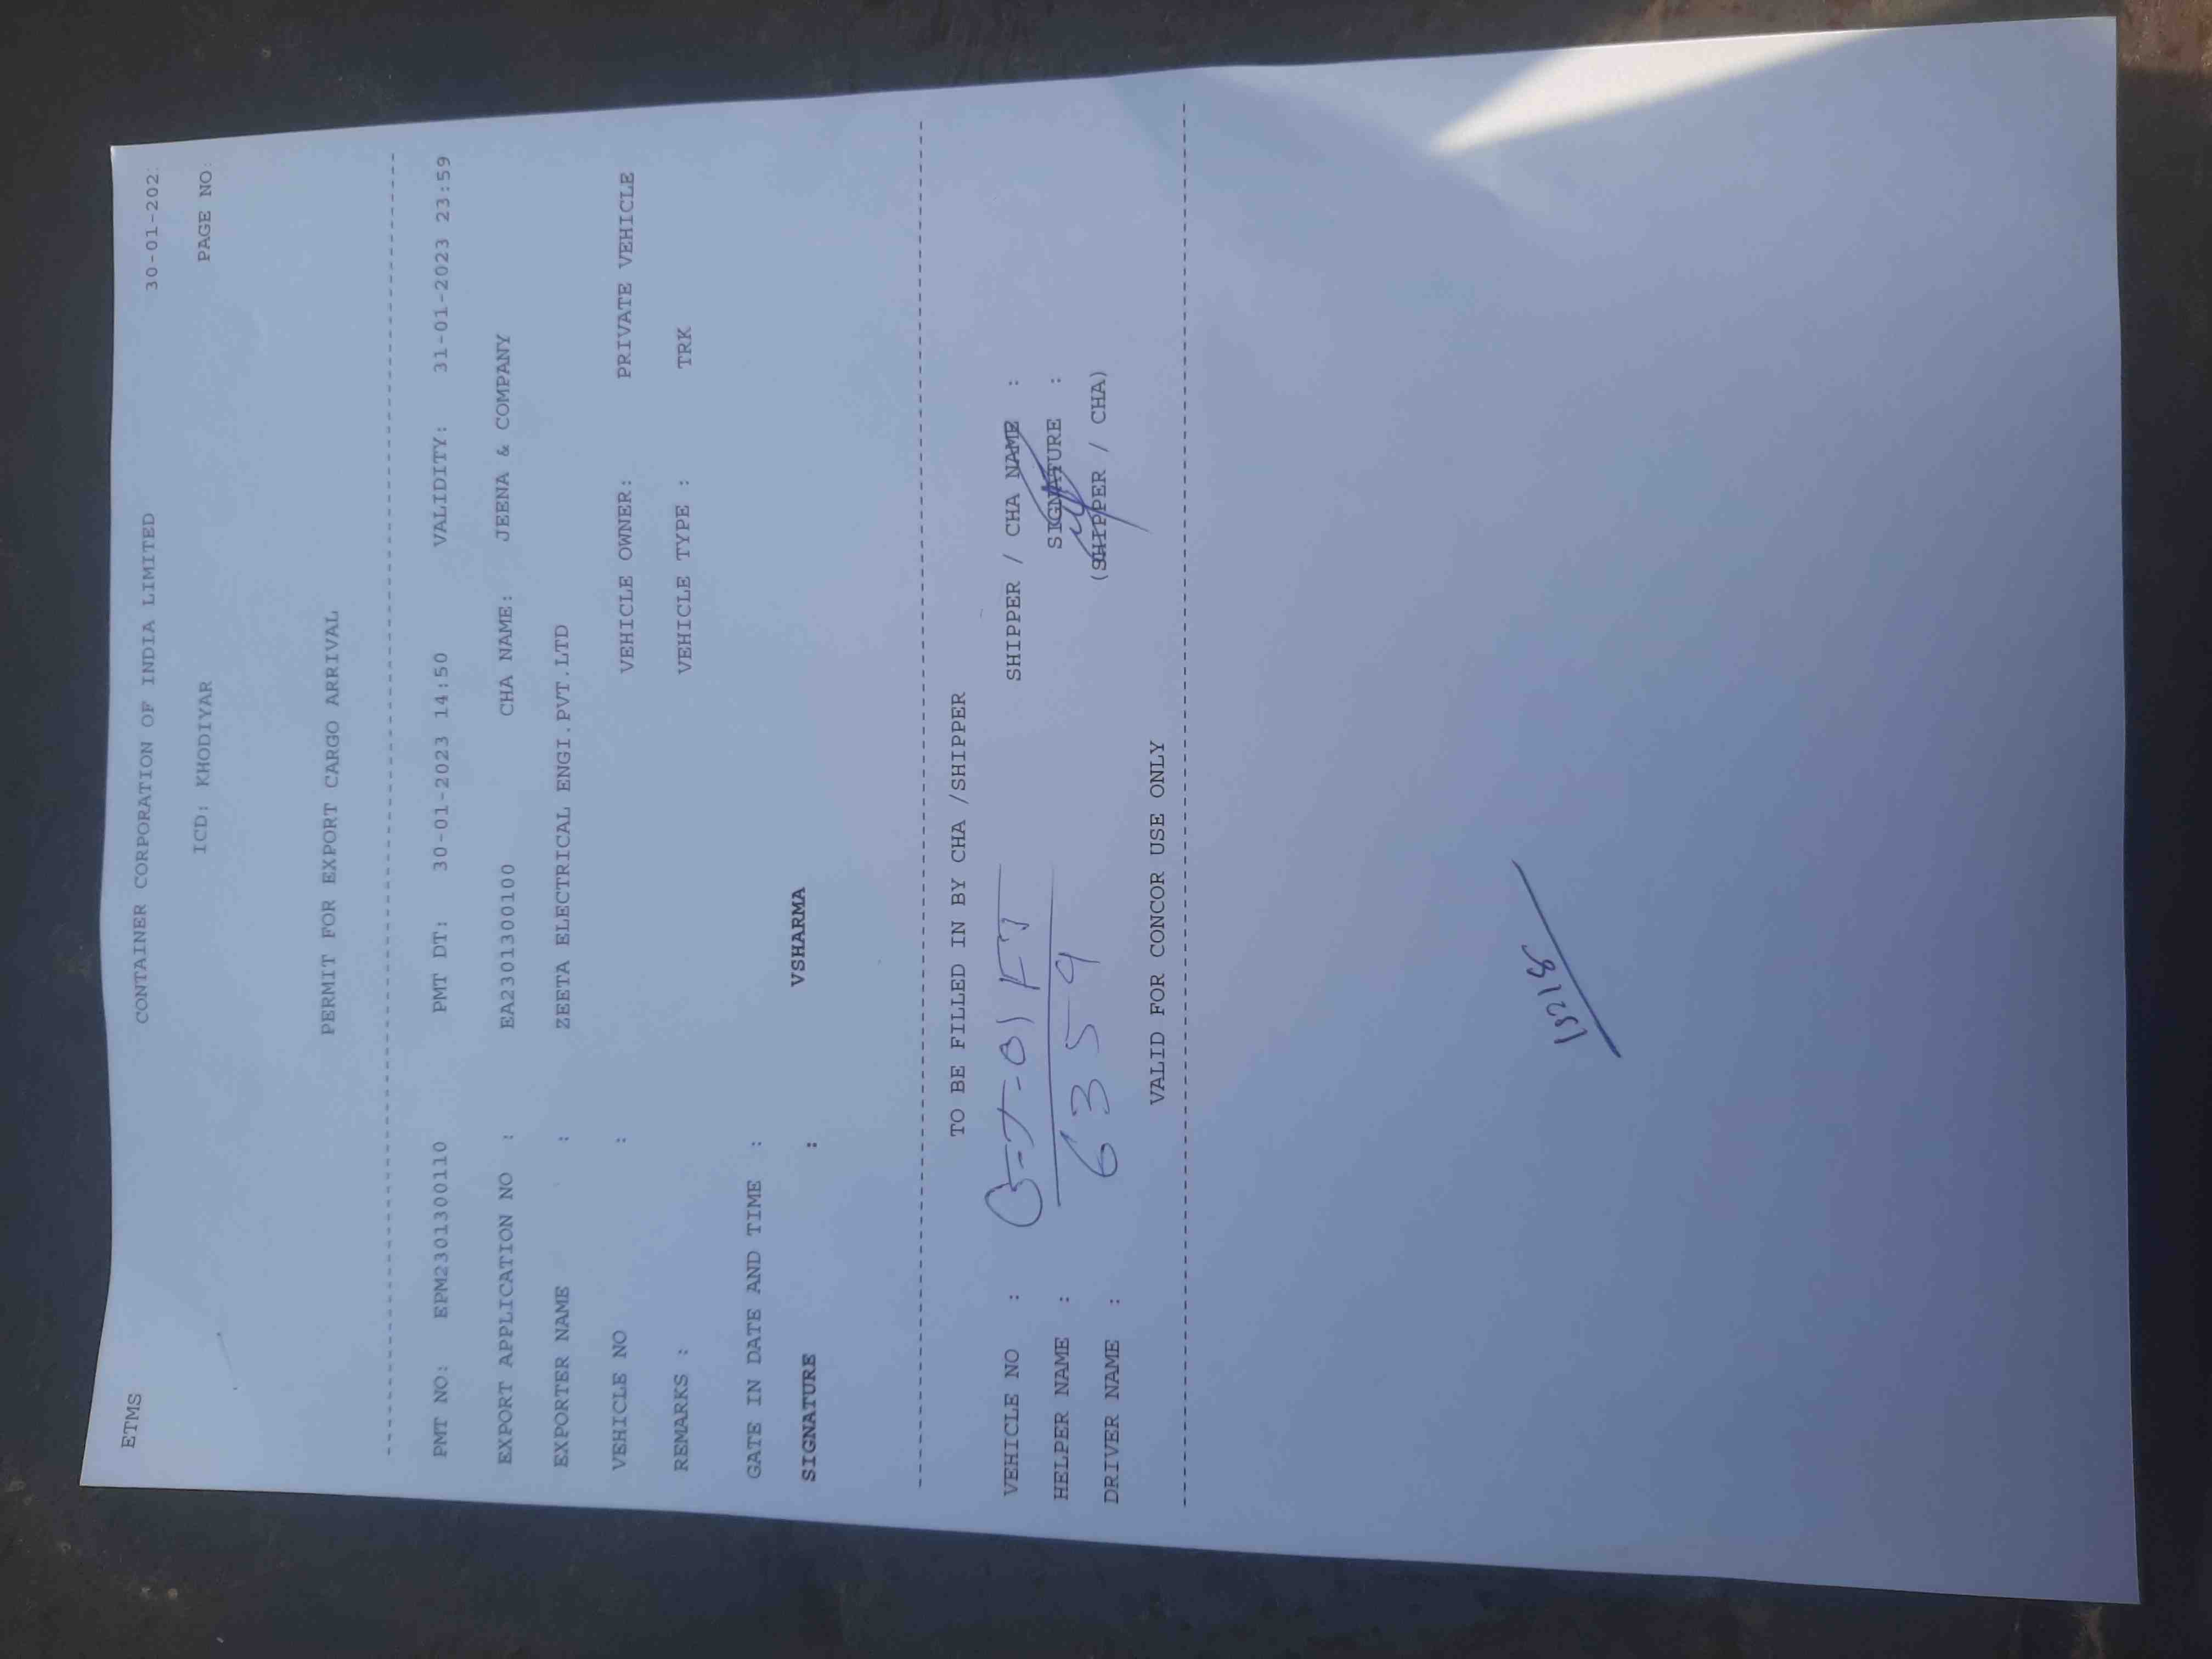 ETMS CONTAINER CORPORATION OF INDIA LIMITED 30-01-202
ICD: KHODIYAR PAGE NO:
PERMIT FOR EXPORT CARGO ARRIVAL
PMT NO: EPM2301300110 PMT DT: 30-01-2023 14:50 VALIDITY: 31-01-2023 23:59
EXPORT APPLICATION NO : EA2301300100 CHA NAME: JEENA & COMPANY
EXPORTER NAME : ZEETA ELECTRICAL ENGI.PVT.LTD
VEHICLE NO : VEHICLE OWNER: PRIVATE VEHICLE
REMARKS : VEHICLE TYPE : TRK
GATE IN DATE AND TIME :
SIGNATURE : VSHARMA
TO BE FILLED IN BY CHA /SHIPPER
VEHICLE NO : GJ-01 FT SHIPPER / CHA NAME :
HELPER NAME : 6359 SIGNATURE :
DRIVER NAME : (SHIPPER / CHA)
VALID FOR CONCOR USE ONLY